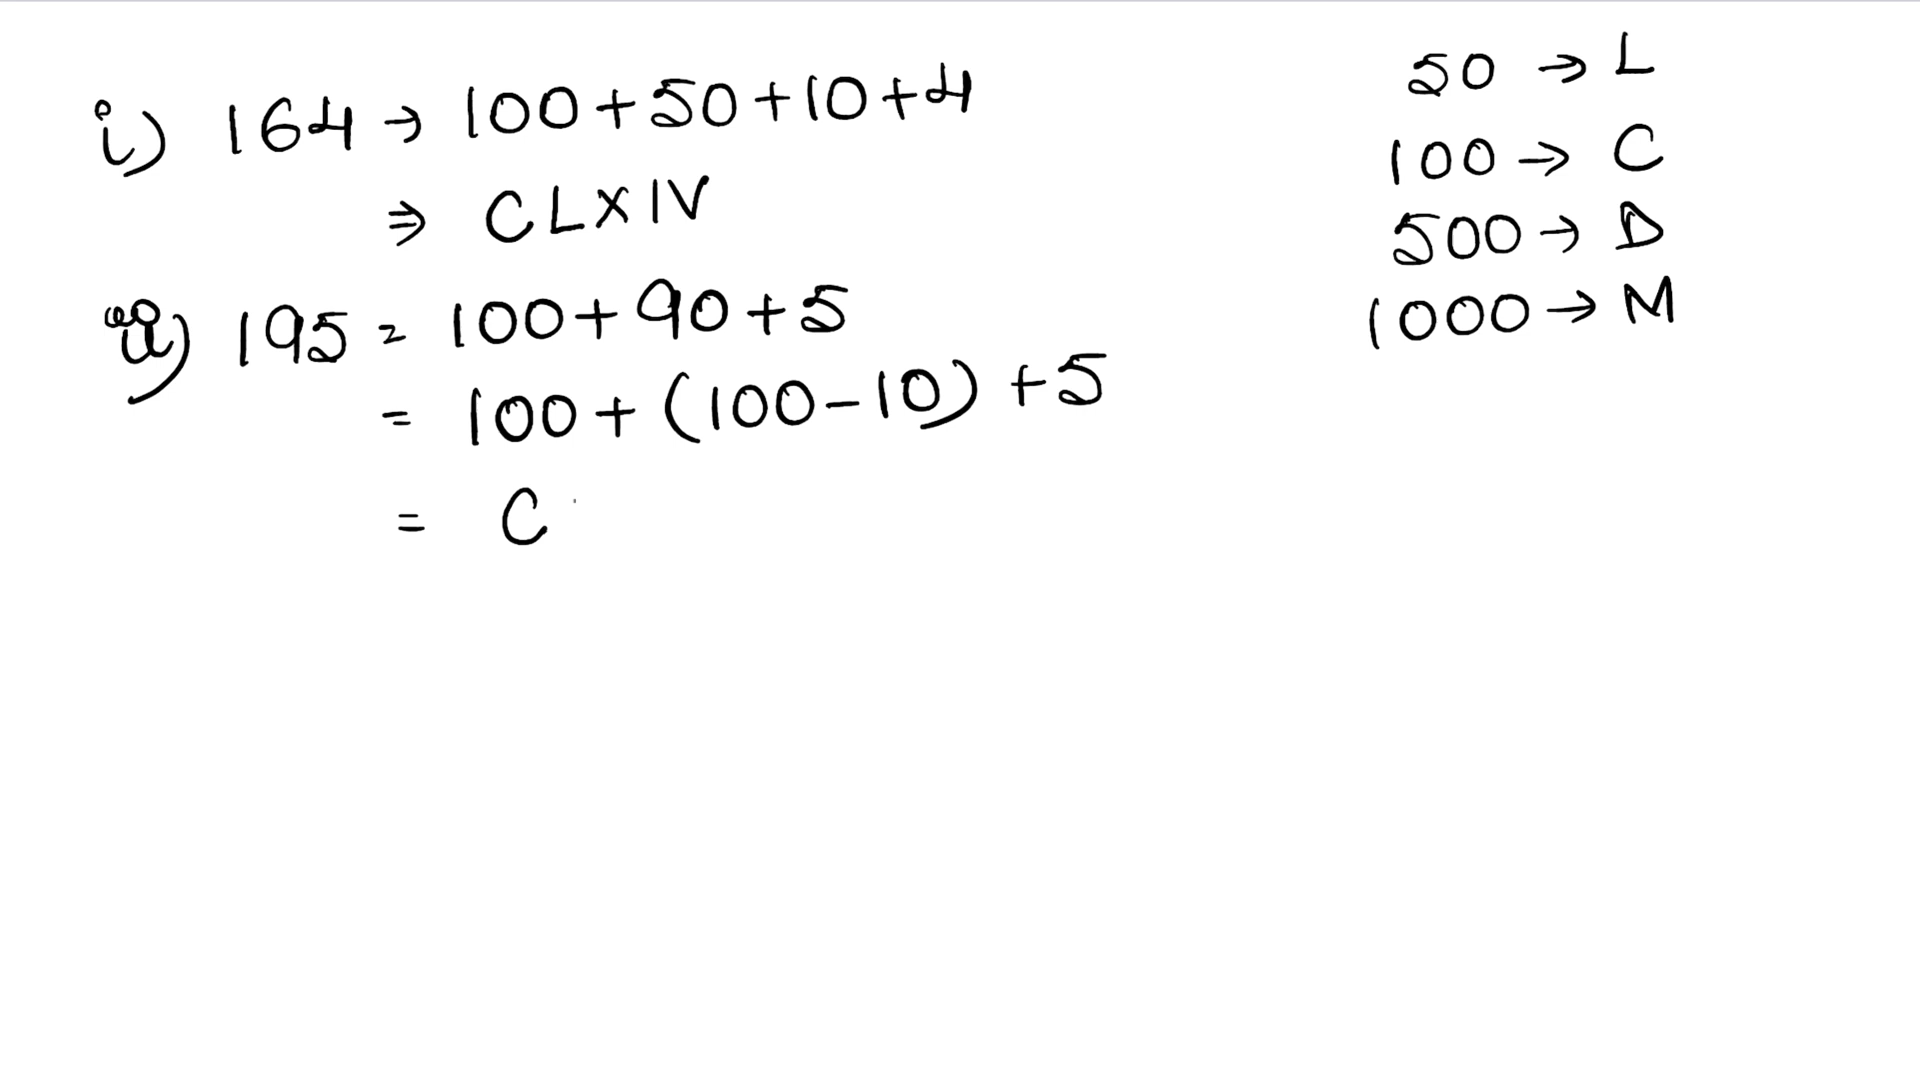 i) 164 → 100+50+10+4
⇒ CLXIV
ii) 195 = 100+90+5
= 100+(100-10)+5
= C
50 → L
100 → C
500 → D
1000 → M